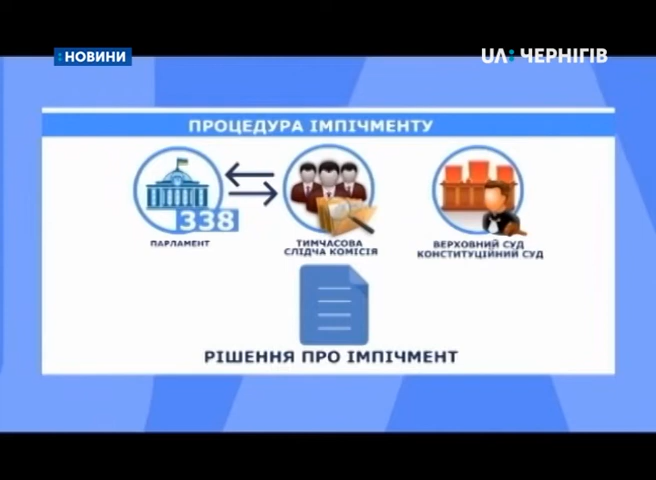 НОВИНИ
UA: ЧЕРНІГІВ
ПРОЦЕДУРА ІМПІЧМЕНТУ
338
ПАРЛАМЕНТ
ТИМЧАСОВА
СЛІДЧА КОМІСІЯ
ВЕРХОВНИЙ СУД
КОНСТИТУЦІЙНИЙ СУД
РІШЕННЯ ПРО ІМПІЧМЕНТ